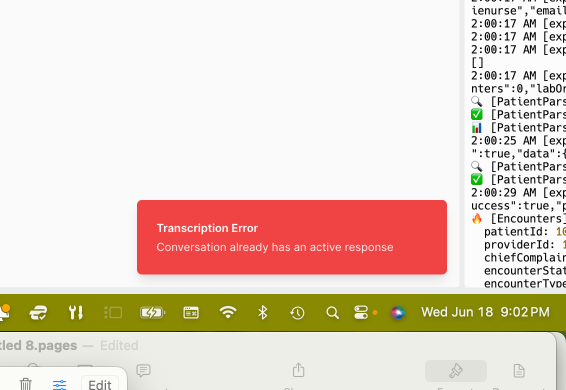 ienurse","email
2:00:17 AM [exp
2:00:17 AM [exp
2:00:17 AM [exp
[]
2:00:17 AM [exp
nters":0,"labOr
[PatientPars
[PatientPars
[PatientPars
2:00:25 AM [exp
":true,"data":{
[PatientPars
[PatientPars
2:00:29 AM [exp
uccess":true,"p
[Encounters]
patientId: 10
providerId: 1
chiefComplain
encounterStat
encounterType
Transcription Error
Conversation already has an active response
Wed Jun 18 9:02 PM
tled 8.pages — Edited
Edit